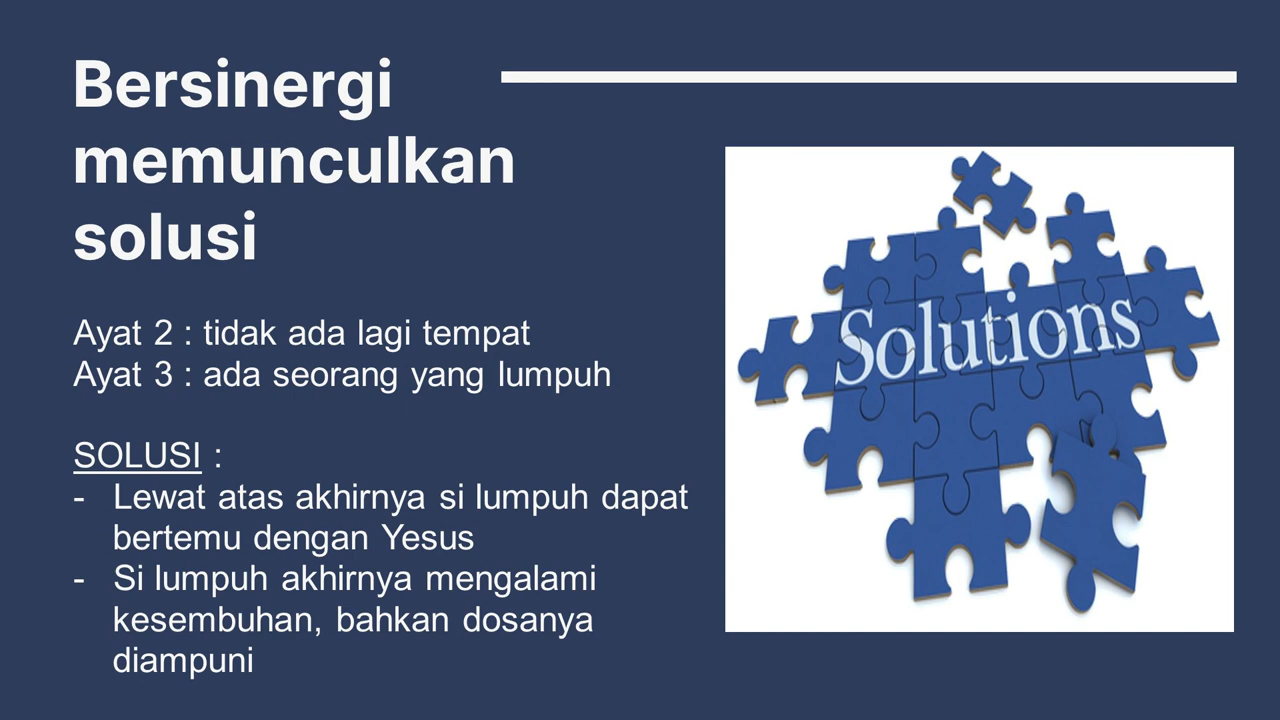 Bersinergi
memunculkan
solusi
Ayat 2 : tidak ada lagi tempat
Ayat 3 : ada seorang yang lumpuh
SOLUSI :
- Lewat atas akhirnya si lumpuh dapat
bertemu dengan Yesus
- Si lumpuh akhirnya mengalami
kesembuhan, bahkan dosanya
diampuni
Solutions